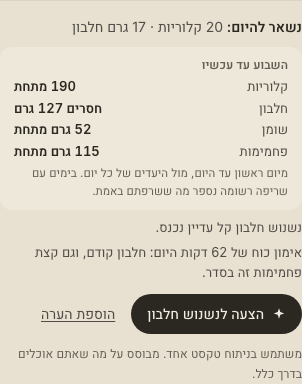 נשאר להיום: 20 קלוריות · 17 גרם חלבון
השבוע עד עכשיו
קלוריות 190 מתחת
חלבון חסרים 127 גרם
שומן 52 גרם מתחת
פחמימות 115 גרם מתחת
מיום ראשון עד היום, מול היעדים של כל יום. בימים עם
שריפה רשומה נספר מה ששרפתם באמת.
נשנוש חלבון קל עדיין נכנס.
אימון כוח של 62 דקות היום: חלבון קודם, וגם קצת
פחמימות זה בסדר.
הצעה לנשנוש חלבון
הוספת הערה
משתמש בניתוח טקסט אחד. מבוסס על מה שאתם אוכלים
בדרך כלל.